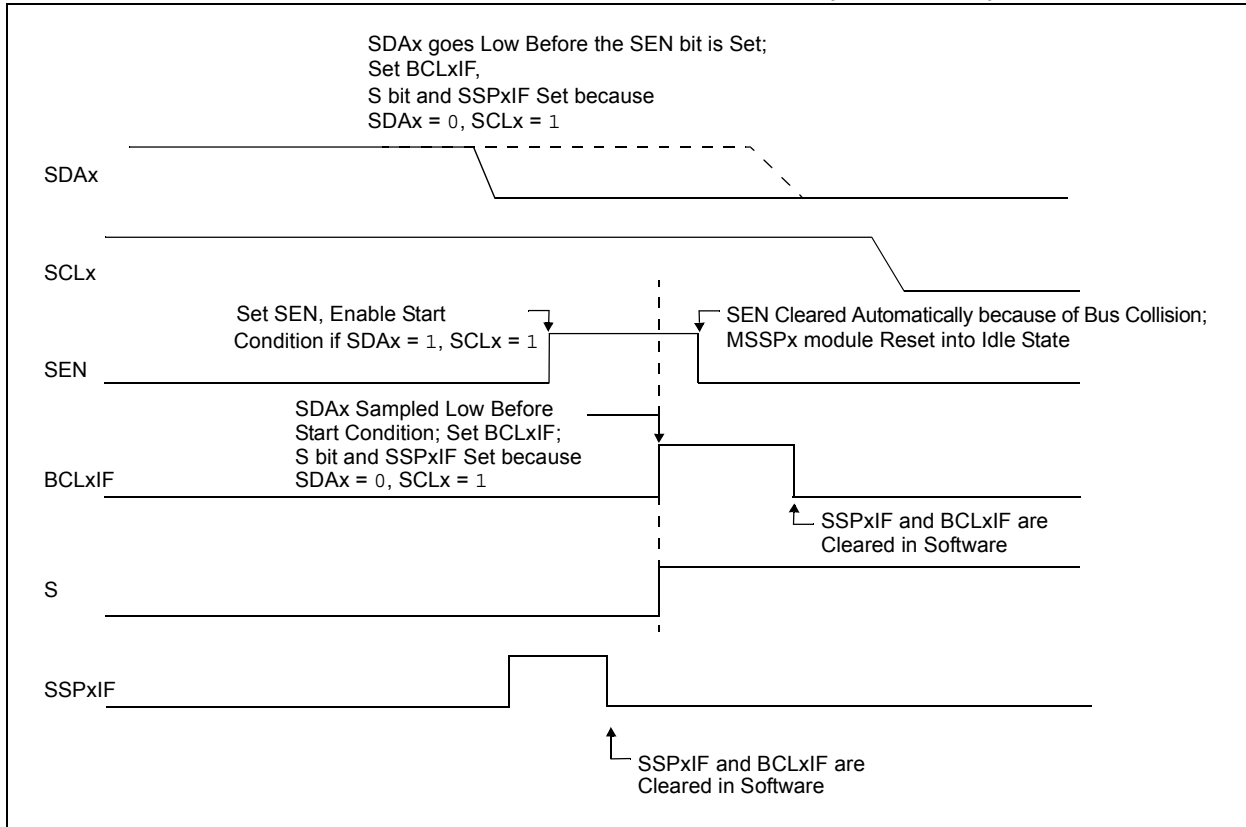 SDAx goes Low Before the SEN bit is Set;
Set BCLxIF,
S bit and SSPxIF Set because
SDAx = 0, SCLx = 1
SDAx
SCLx
Set SEN, Enable Start
Condition if SDAx = 1, SCLx = 1
SEN Cleared Automatically because of Bus Collision;
MSSPx module Reset into Idle State
SEN
SDAx Sampled Low Before
Start Condition; Set BCLxIF;
S bit and SSPxIF Set because
SDAx = 0, SCLx = 1
BCLxIF
SSPxIF and BCLxIF are
Cleared in Software
S
SSPxIF
SSPxIF and BCLxIF are
Cleared in Software